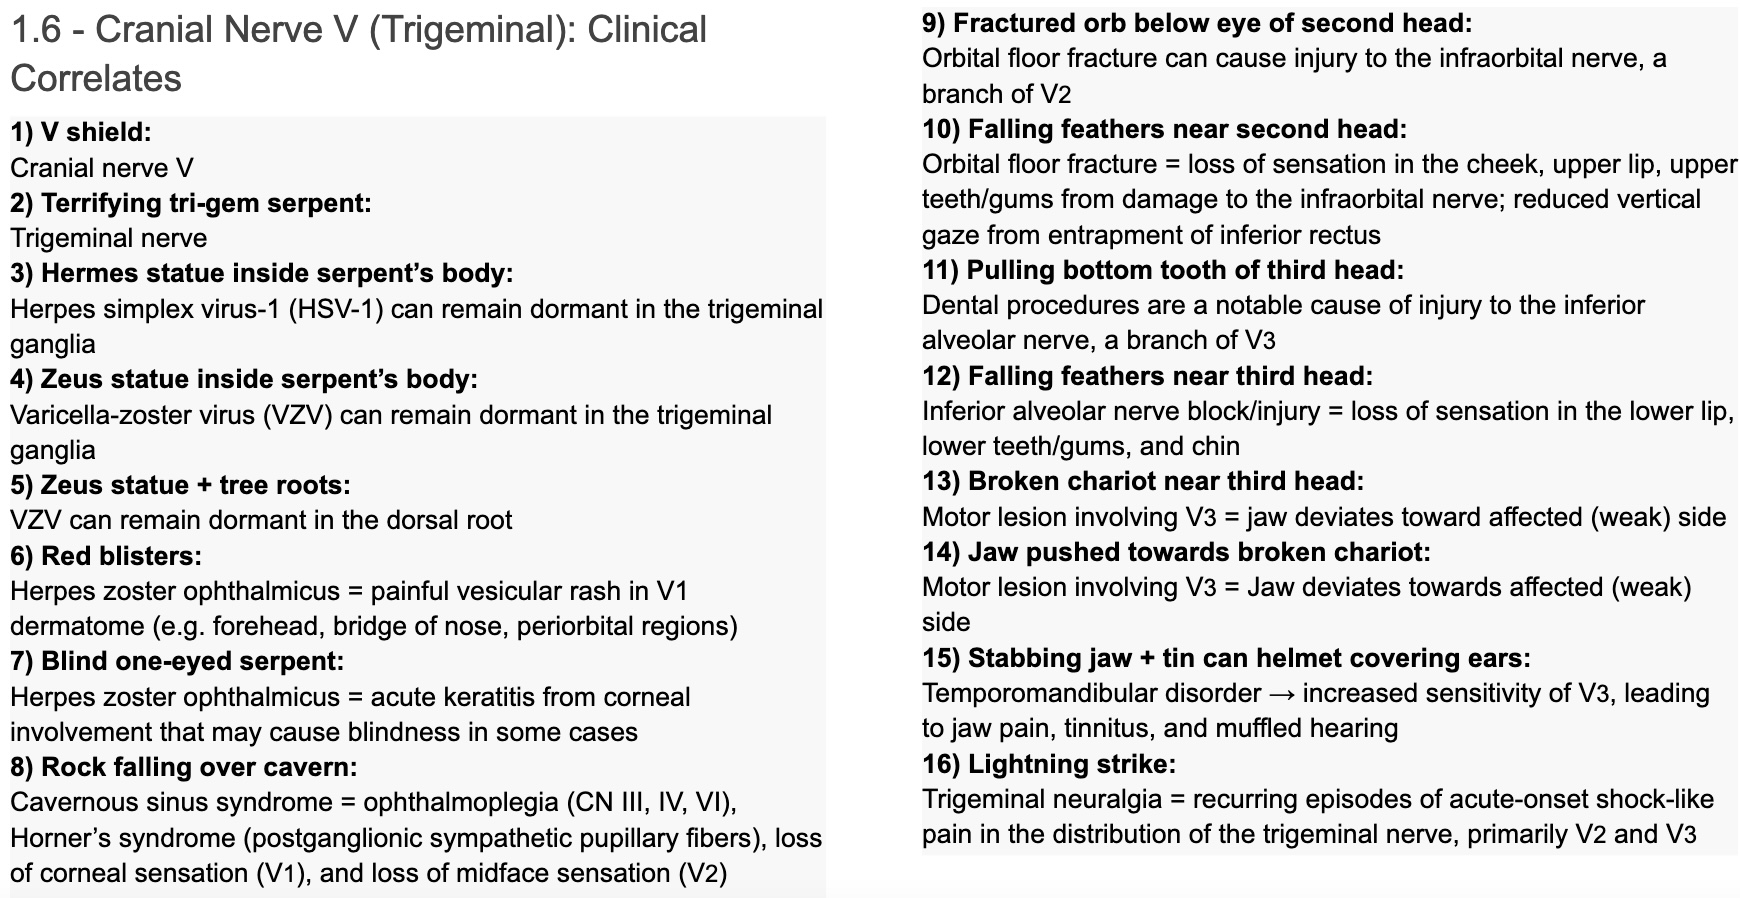 1.6 - Cranial Nerve V (Trigeminal): Clinical
Correlates
1) V shield:
Cranial nerve V
2) Terrifying tri-gem serpent:
Trigeminal nerve
3) Hermes statue inside serpent’s body:
Herpes simplex virus-1 (HSV-1) can remain dormant in the trigeminal
ganglia
4) Zeus statue inside serpent’s body:
Varicella-zoster virus (VZV) can remain dormant in the trigeminal
ganglia
5) Zeus statue + tree roots:
VZV can remain dormant in the dorsal root
6) Red blisters:
Herpes zoster ophthalmicus = painful vesicular rash in V1
dermatome (e.g. forehead, bridge of nose, periorbital regions)
7) Blind one-eyed serpent:
Herpes zoster ophthalmicus = acute keratitis from corneal
involvement that may cause blindness in some cases
8) Rock falling over cavern:
Cavernous sinus syndrome = ophthalmoplegia (CN III, IV, VI),
Horner’s syndrome (postganglionic sympathetic pupillary fibers), loss
of corneal sensation (V1), and loss of midface sensation (V2)
9) Fractured orb below eye of second head:
Orbital floor fracture can cause injury to the infraorbital nerve, a
branch of V2
10) Falling feathers near second head:
Orbital floor fracture = loss of sensation in the cheek, upper lip, upper
teeth/gums from damage to the infraorbital nerve; reduced vertical
gaze from entrapment of inferior rectus
11) Pulling bottom tooth of third head:
Dental procedures are a notable cause of injury to the inferior
alveolar nerve, a branch of V3
12) Falling feathers near third head:
Inferior alveolar nerve block/injury = loss of sensation in the lower lip,
lower teeth/gums, and chin
13) Broken chariot near third head:
Motor lesion involving V3 = jaw deviates toward affected (weak) side
14) Jaw pushed towards broken chariot:
Motor lesion involving V3 = Jaw deviates towards affected (weak)
side
15) Stabbing jaw + tin can helmet covering ears:
Temporomandibular disorder → increased sensitivity of V3, leading
to jaw pain, tinnitus, and muffled hearing
16) Lightning strike:
Trigeminal neuralgia = recurring episodes of acute-onset shock-like
pain in the distribution of the trigeminal nerve, primarily V2 and V3